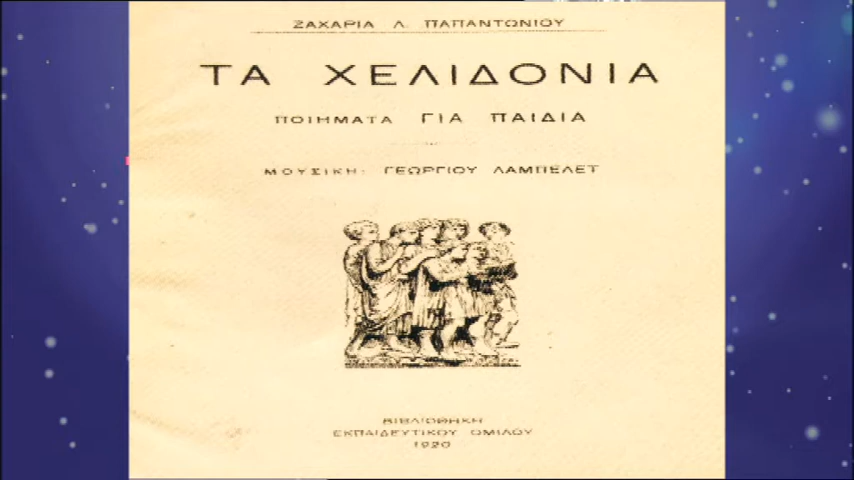 ΖΑΧΑΡΙΑ Λ. ΠΑΠΑΝΤΩΝΙΟΥ
ΤΑ ΧΕΛΙΔΟΝΙΑ
ΠΟΙΗΜΑΤΑ ΓΙΑ ΠΑΙΔΙΑ
ΜΟΥΣΙΚΗ: ΓΕΩΡΓΙΟΥ ΛΑΜΠΕΛΕΤ
ΒΙΒΛΙΟΘΗΚΗ
ΕΚΠΑΙΔΕΥΤΙΚΟΥ ΟΜΙΛΟΥ
1920